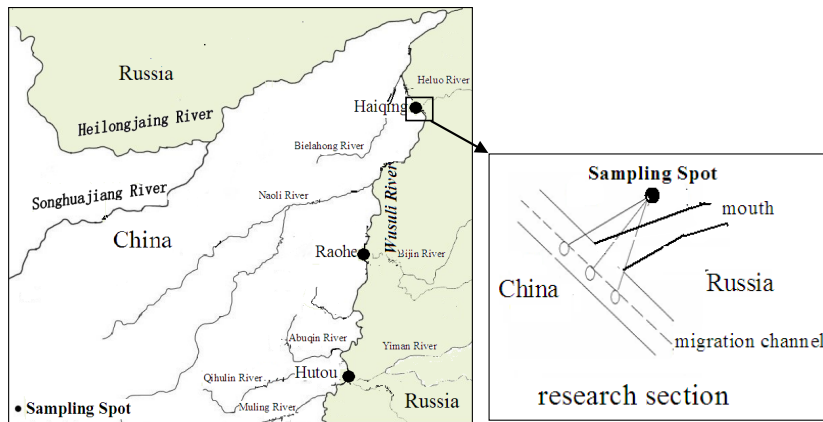 Russia
Heluo River
Haiqing
Heilongjaing River
Bielahong River
Songhuajiang River
Naoli River
Wusuli River
China
Raohe
Bijin River
Abuqin River
Yiman River
Qihulin River
Hutou
Muling River
Russia
Sampling Spot
Sampling Spot
mouth
China
Russia
migration channel
research section